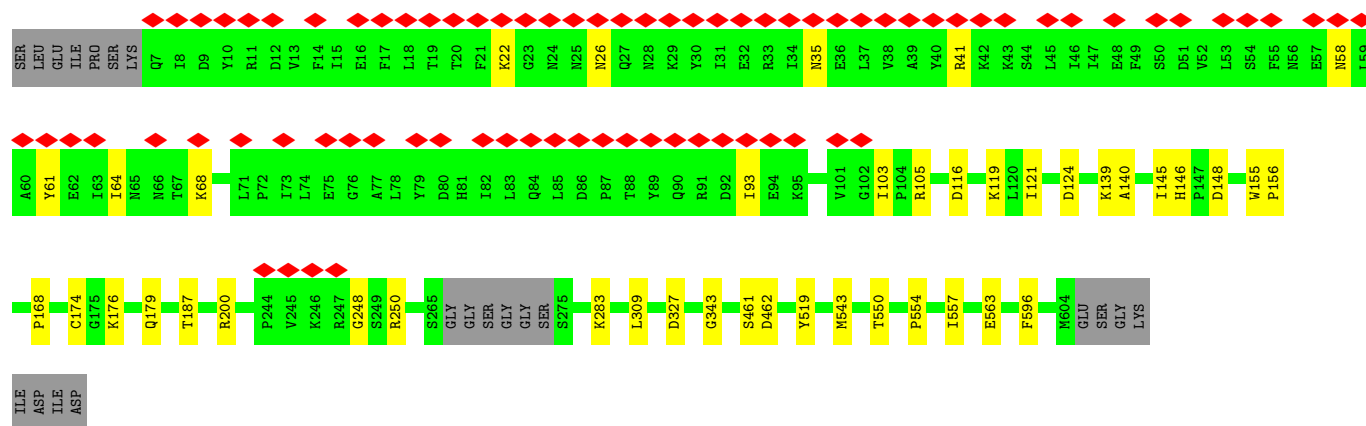 SER LEU GLU ILE PRO SER LYS Q7 I8 D9 Y10 R11 D12 V13 F14 I15 E16 F17 L18 T19 T20 F21 K22 G23 N24 N25 N26 Q27 N28 K29 Y30 I31 E32 R33 I34 N35 E36 L37 V38 A39 Y40 R41 K42 K43 S44 L45 I46 I47 E48 F49 S50 D51 V52 L53 S54 F55 N56 E57 N58 L59
A60 Y61 E62 I63 I64 N65 N66 T67 K68 L71 P72 I73 L74 E75 G76 A77 L78 Y79 D80 H81 I82 L83 Q84 L85 D86 P87 T88 Y89 Q90 R91 D92 I93 E94 K95 V101 G102 I103 P104 R105 D116 K119 L120 I121 D124 K139 A140 I145 H146 P147 D148 W155 P156
P168 C174 G175 K176 Q179 T187 R200 P244 V245 K246 R247 G248 S249 R250 S265 GLY GLY SER GLY GLY SER S275 K283 L309 D327 G343 S461 D462 Y519 M543 T550 P554 I557 E563 F596 M604 GLU SER GLY LYS
ILE ASP ILE ASP